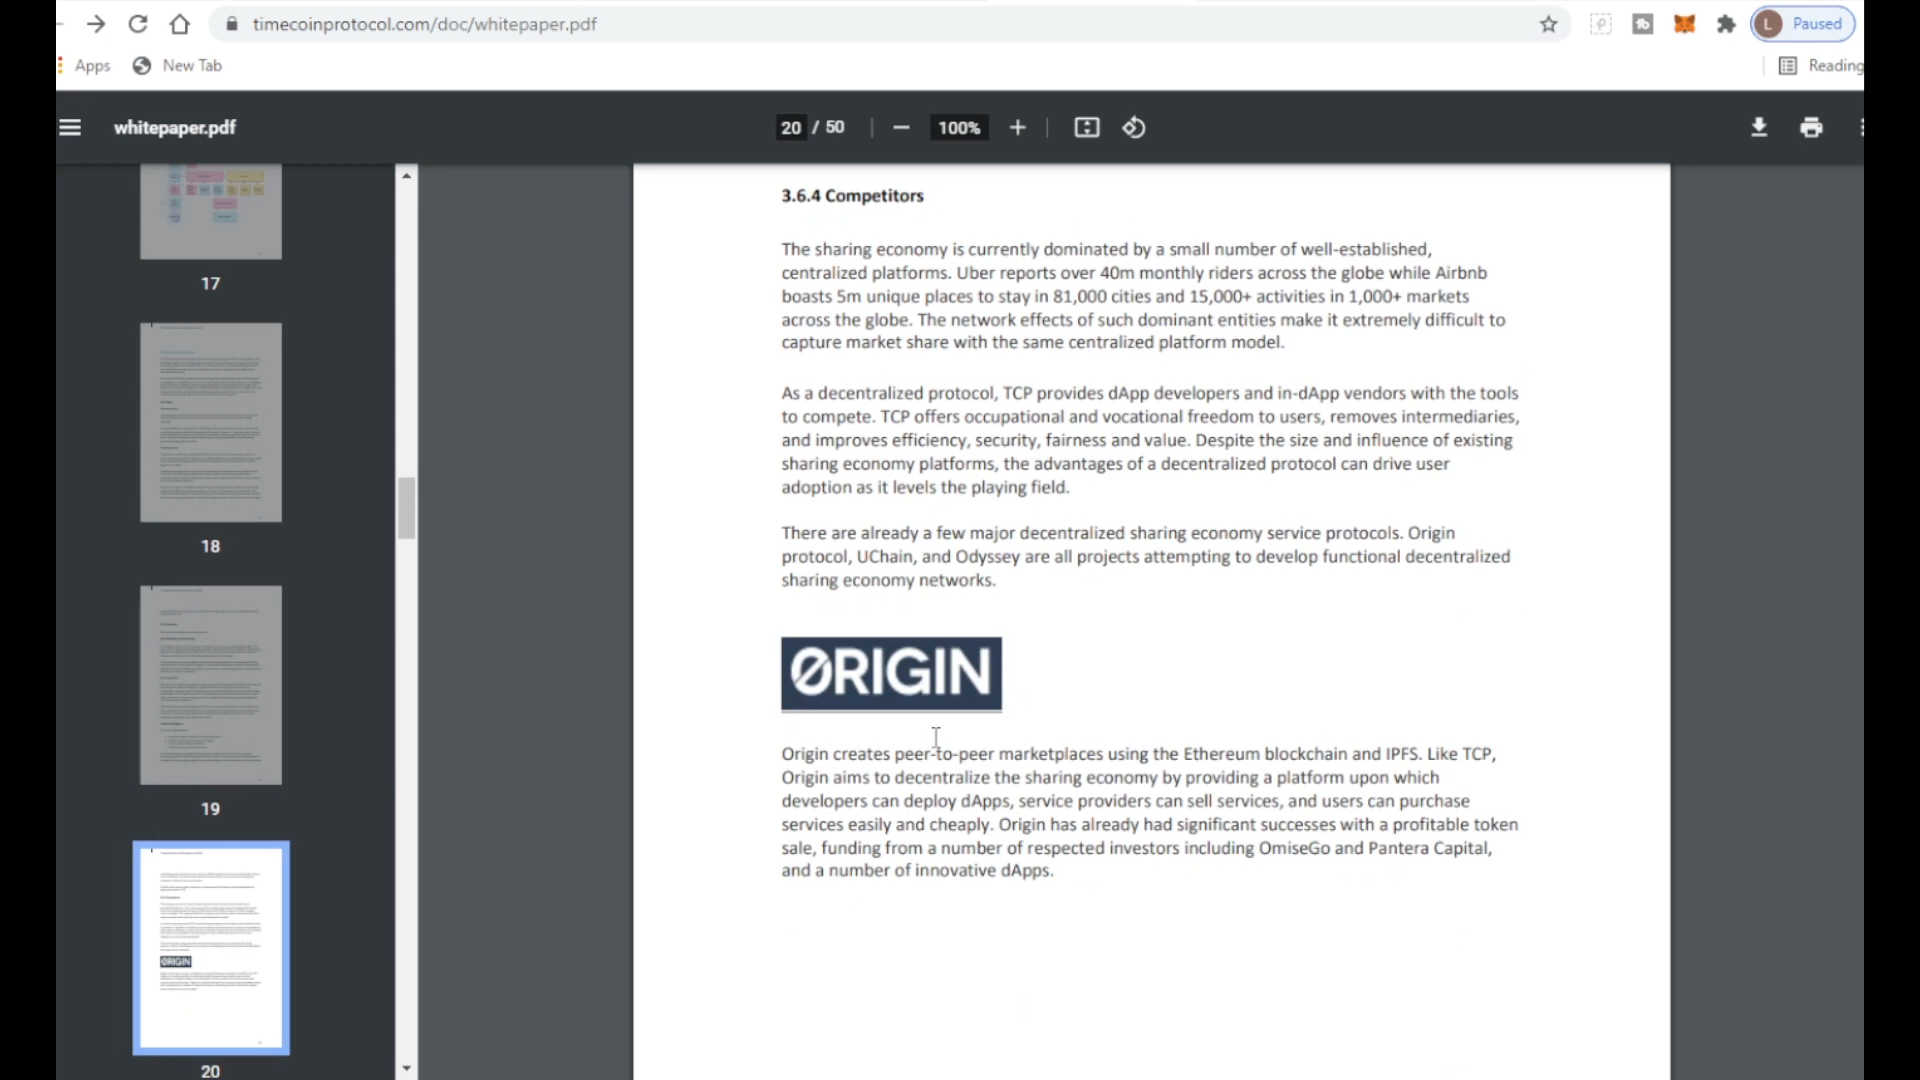 timecoinprotocol.com/doc/whitepaper.pdf
L Paused
Apps New Tab
Reading
whitepaper.pdf
20 / 50
100%
17
18
19
ØRIGIN
20
3.6.4 Competitors
The sharing economy is currently dominated by a small number of well-established,
centralized platforms. Uber reports over 40m monthly riders across the globe while Airbnb
boasts 5m unique places to stay in 81,000 cities and 15,000+ activities in 1,000+ markets
across the globe. The network effects of such dominant entities make it extremely difficult to
capture market share with the same centralized platform model.
As a decentralized protocol, TCP provides dApp developers and in-dApp vendors with the tools
to compete. TCP offers occupational and vocational freedom to users, removes intermediaries,
and improves efficiency, security, fairness and value. Despite the size and influence of existing
sharing economy platforms, the advantages of a decentralized protocol can drive user
adoption as it levels the playing field.
There are already a few major decentralized sharing economy service protocols. Origin
protocol, UChain, and Odyssey are all projects attempting to develop functional decentralized
sharing economy networks.
ØRIGIN
Origin creates peer-to-peer marketplaces using the Ethereum blockchain and IPFS. Like TCP,
Origin aims to decentralize the sharing economy by providing a platform upon which
developers can deploy dApps, service providers can sell services, and users can purchase
services easily and cheaply. Origin has already had significant successes with a profitable token
sale, funding from a number of respected investors including OmiseGo and Pantera Capital,
and a number of innovative dApps.